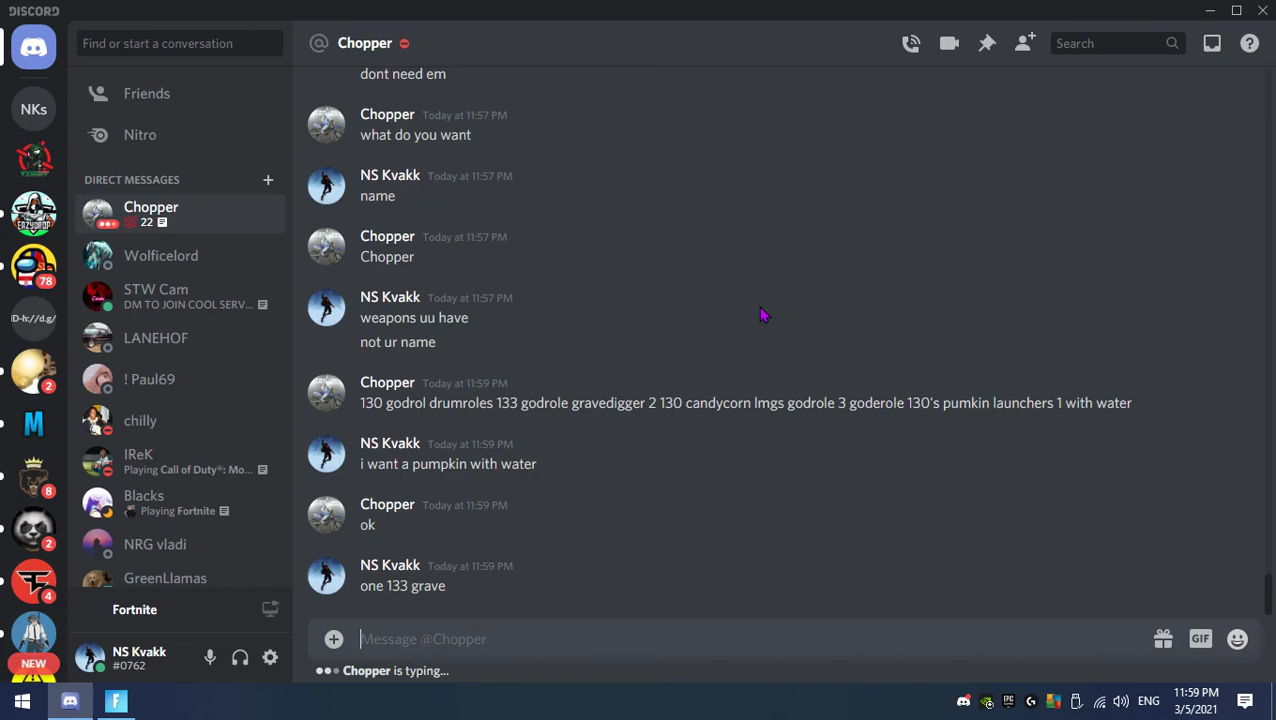 DISCORD
Find or start a conversation
Chopper
Search
NKs
Friends
Nitro
DIRECT MESSAGES
Chopper
22
Wolficelord
STW Cam
DM TO JOIN COOL SERV...
LANEHOF
! Paul69
chilly
IReK
Playing Call of Duty®: Mo...
Blacks
Playing Fortnite
NRG vladi
GreenLlamas
EAZYDROP
78
D-h://d.g/
2
M
8
2
4
NEW
Fortnite
NS Kvakk
#0762
dont need em
Chopper Today at 11:57 PM
what do you want
NS Kvakk Today at 11:57 PM
name
Chopper Today at 11:57 PM
Chopper
NS Kvakk Today at 11:57 PM
weapons uu have
not ur name
Chopper Today at 11:59 PM
130 godrol drumroles 133 godrole gravedigger 2 130 candycorn lmgs godrole 3 goderole 130's pumkin launchers 1 with water
NS Kvakk Today at 11:59 PM
i want a pumpkin with water
Chopper Today at 11:59 PM
ok
NS Kvakk Today at 11:59 PM
one 133 grave
Message @Chopper
GIF
Chopper is typing...
ENG
11:59 PM
3/5/2021